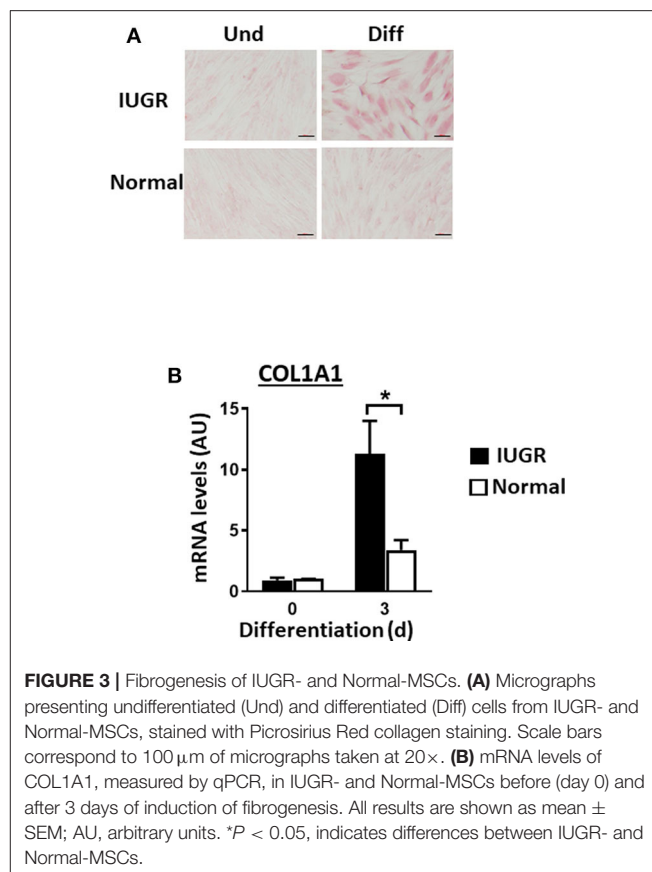 A
Und Diff
IUGR
Normal
B
COL1A1
*
mRNA levels (AU)
15
10
5
0
IUGR
Normal
0 3
Differentiation (d)
FIGURE 3 | Fibrogenesis of IUGR- and Normal-MSCs. (A) Micrographs
presenting undifferentiated (Und) and differentiated (Diff) cells from IUGR- and
Normal-MSCs, stained with Picrosirius Red collagen staining. Scale bars
correspond to 100 μm of micrographs taken at 20×. (B) mRNA levels of
COL1A1, measured by qPCR, in IUGR- and Normal-MSCs before (day 0) and
after 3 days of induction of fibrogenesis. All results are shown as mean ±
SEM; AU, arbitrary units. *P < 0.05, indicates differences between IUGR- and
Normal-MSCs.